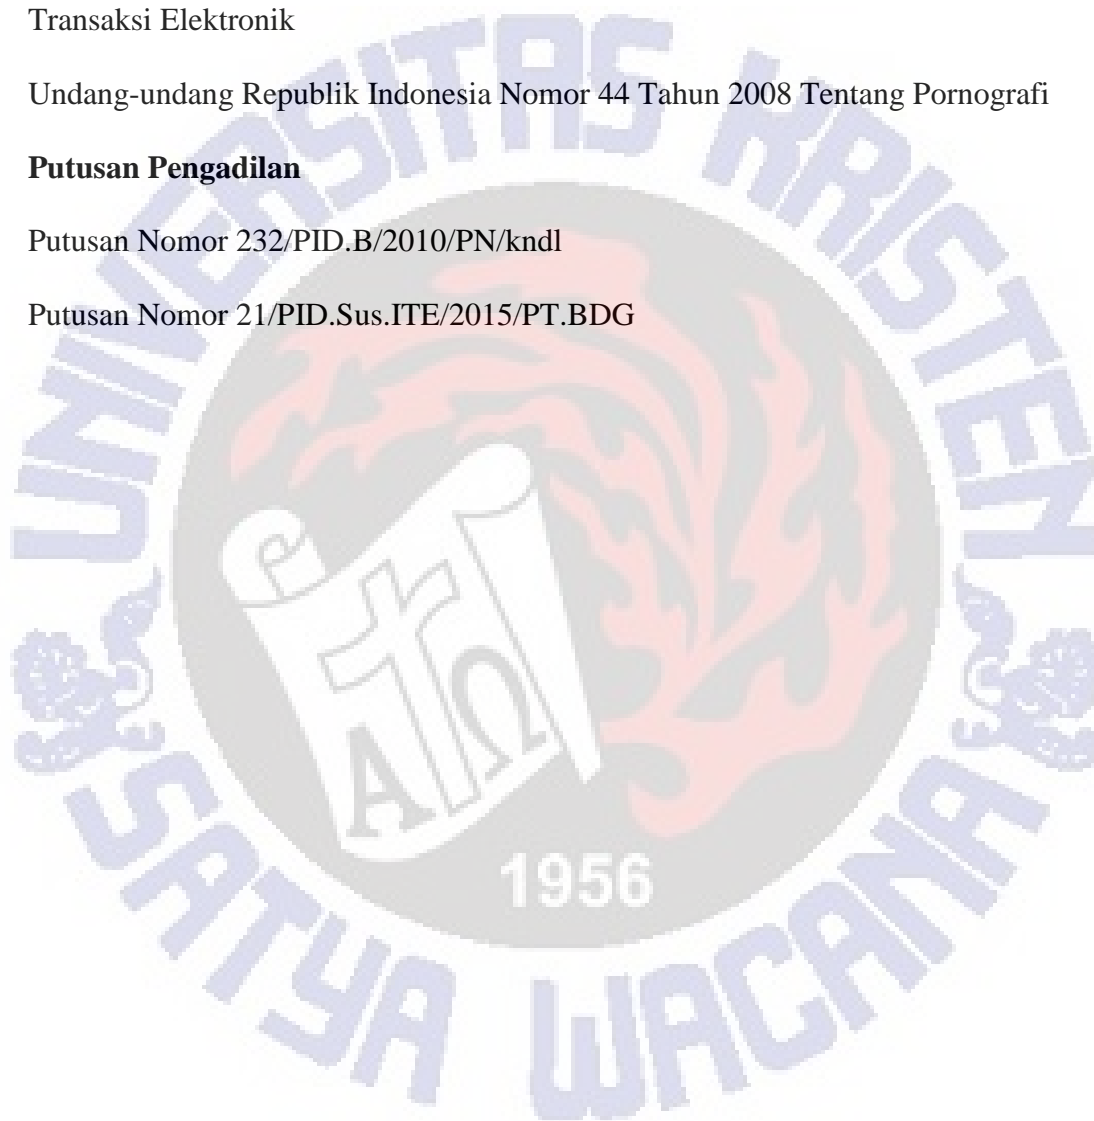 Transaksi Elektronik
Undang-undang Republik Indonesia Nomor 44 Tahun 2008 Tentang Pornografi
Putusan Pengadilan
Putusan Nomor 232/PID.B/2010/PN/kndl
Putusan Nomor 21/PID.Sus.ITE/2015/PT.BDG
UNIVERSITAS KRISTEN
SATYA WACANA
1956
Α Ω